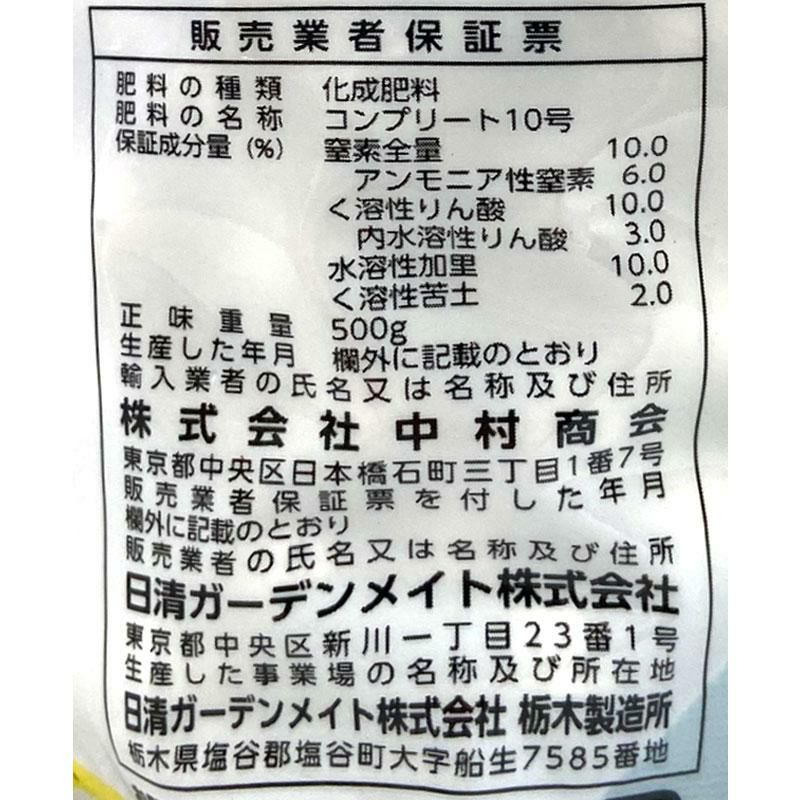 販売業者保証票
肥料の種類 化成肥料
肥料の名称 コンプリート10号
保証成分量(%) 窒素全量 10.0
アンモニア性窒素 6.0
く溶性りん酸 10.0
内水溶性りん酸 3.0
水溶性加里 10.0
く溶性苦土 2.0
正味重量 500g
生産した年月 欄外に記載のとおり
輸入業者の氏名又は名称及び住所
株式会社中村商会
東京都中央区日本橋石町三丁目1番7号
販売業者保証票を付した年月
欄外に記載のとおり
販売業者の氏名又は名称及び住所
日清ガーデンメイト株式会社
東京都中央区新川一丁目23番1号
生産した事業場の名称及び所在地
日清ガーデンメイト株式会社 栃木製造所
栃木県塩谷郡塩谷町大字船生7585番地